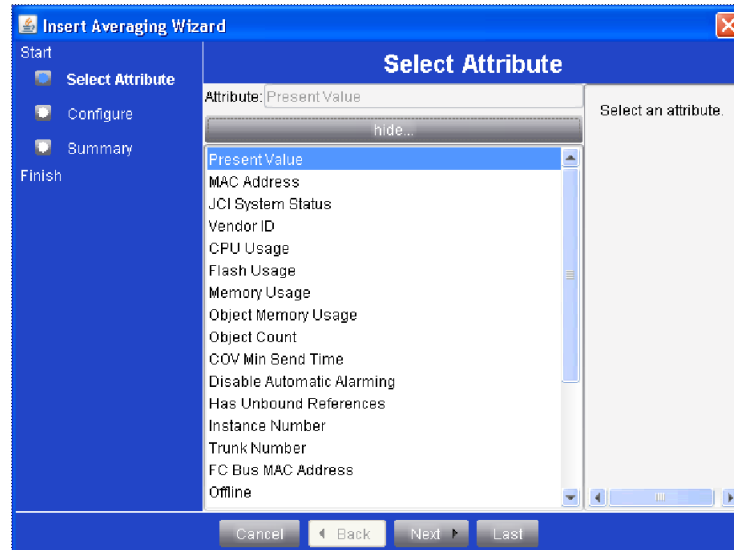 Insert Averaging Wizard
Start
Select Attribute
Configure
Summary
Finish
Select Attribute
Attribute: Present Value
hide...
Present Value
MAC Address
JCI System Status
Vendor ID
CPU Usage
Flash Usage
Memory Usage
Object Memory Usage
Object Count
COV Min Send Time
Disable Automatic Alarming
Has Unbound References
Instance Number
Trunk Number
FC Bus MAC Address
Offline
Select an attribute.
Cancel
Back
Next
Last